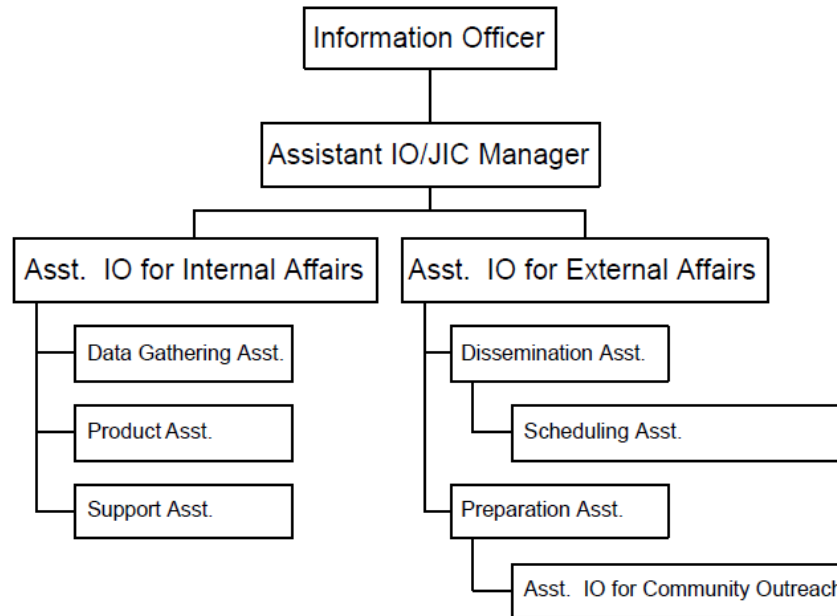 Information Officer
Assistant IO/JIC Manager
Asst. IO for Internal Affairs
Asst. IO for External Affairs
Data Gathering Asst.
Product Asst.
Support Asst.
Dissemination Asst.
Scheduling Asst.
Preparation Asst.
Asst. IO for Community Outreach